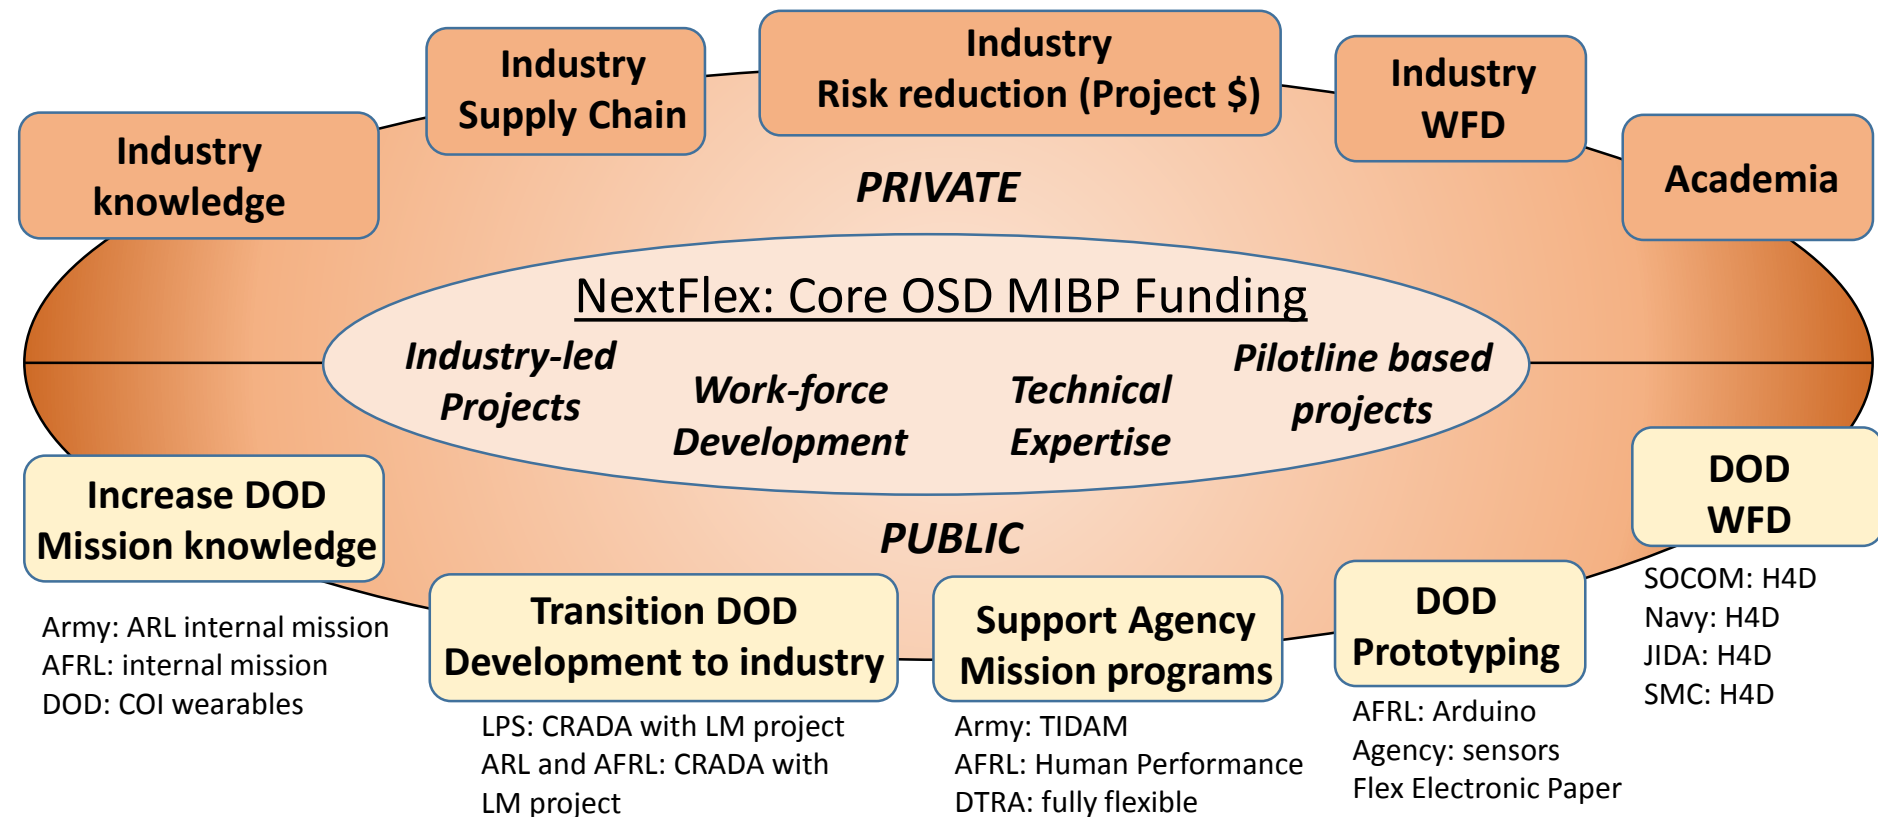 Industry
knowledge
Industry
Supply Chain
Industry
Risk reduction (Project $)
Industry
WFD
Academia
PRIVATE
NextFlex: Core OSD MIBP Funding
Industry-led
Projects
Work-force
Development
Technical
Expertise
Pilotline based
projects
PUBLIC
Increase DOD
Mission knowledge
Army: ARL internal mission
AFRL: internal mission
DOD: COI wearables
Transition DOD
Development to industry
LPS: CRADA with LM project
ARL and AFRL: CRADA with
LM project
Support Agency
Mission programs
Army: TIDAM
AFRL: Human Performance
DTRA: fully flexible
DOD
Prototyping
AFRL: Arduino
Agency: sensors
Flex Electronic Paper
DOD
WFD
SOCOM: H4D
Navy: H4D
JIDA: H4D
SMC: H4D